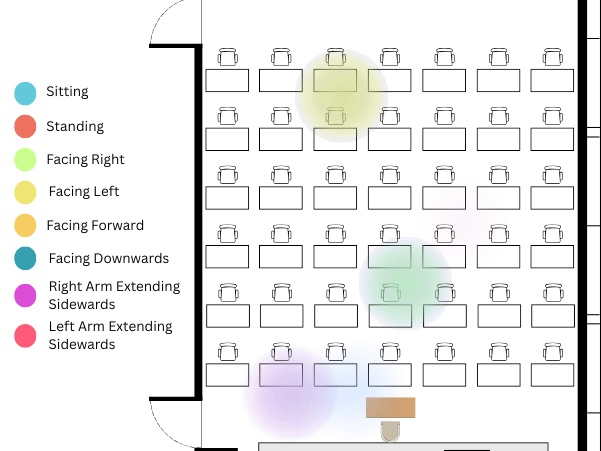 Sitting
Standing
Facing Right
Facing Left
Facing Forward
Facing Downwards
Right Arm Extending
Sidewards
Left Arm Extending
Sidewards